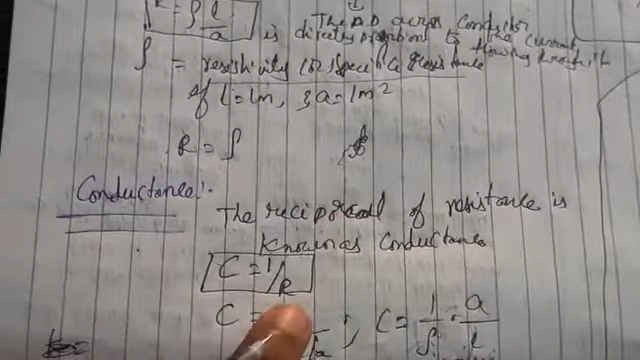 R = ρ l/a
The P.D across conductor
is directly proportional to the current
flowing through it
ρ = resistivity (or) specific resistance
if l = 1m, & a = 1m²
R = ρ
Conductance:-
The reciprocal of resistance is
known as conductance
C = 1/R
C =
, C = 1/ρ . a/l